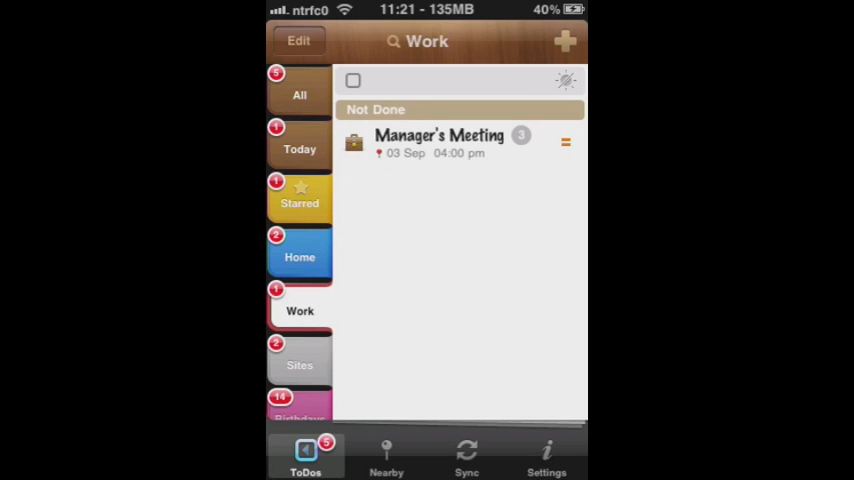 ntrfc0 11:21 - 135MB 40%
Edit Work
5
All
Not Done
1
Today
Manager's Meeting 3
03 Sep 04:00 pm
1
Starred
2
Home
1
Work
2
Sites
14
Birthdays
5
ToDos Nearby Sync Settings